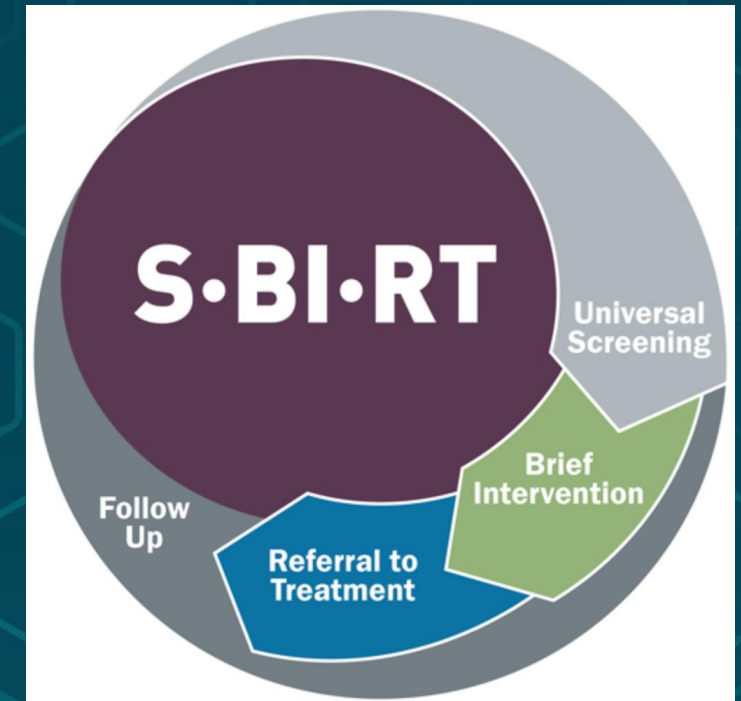 S•BI•RT
Universal
Screening
Brief
Intervention
Referral to
Treatment
Follow
Up